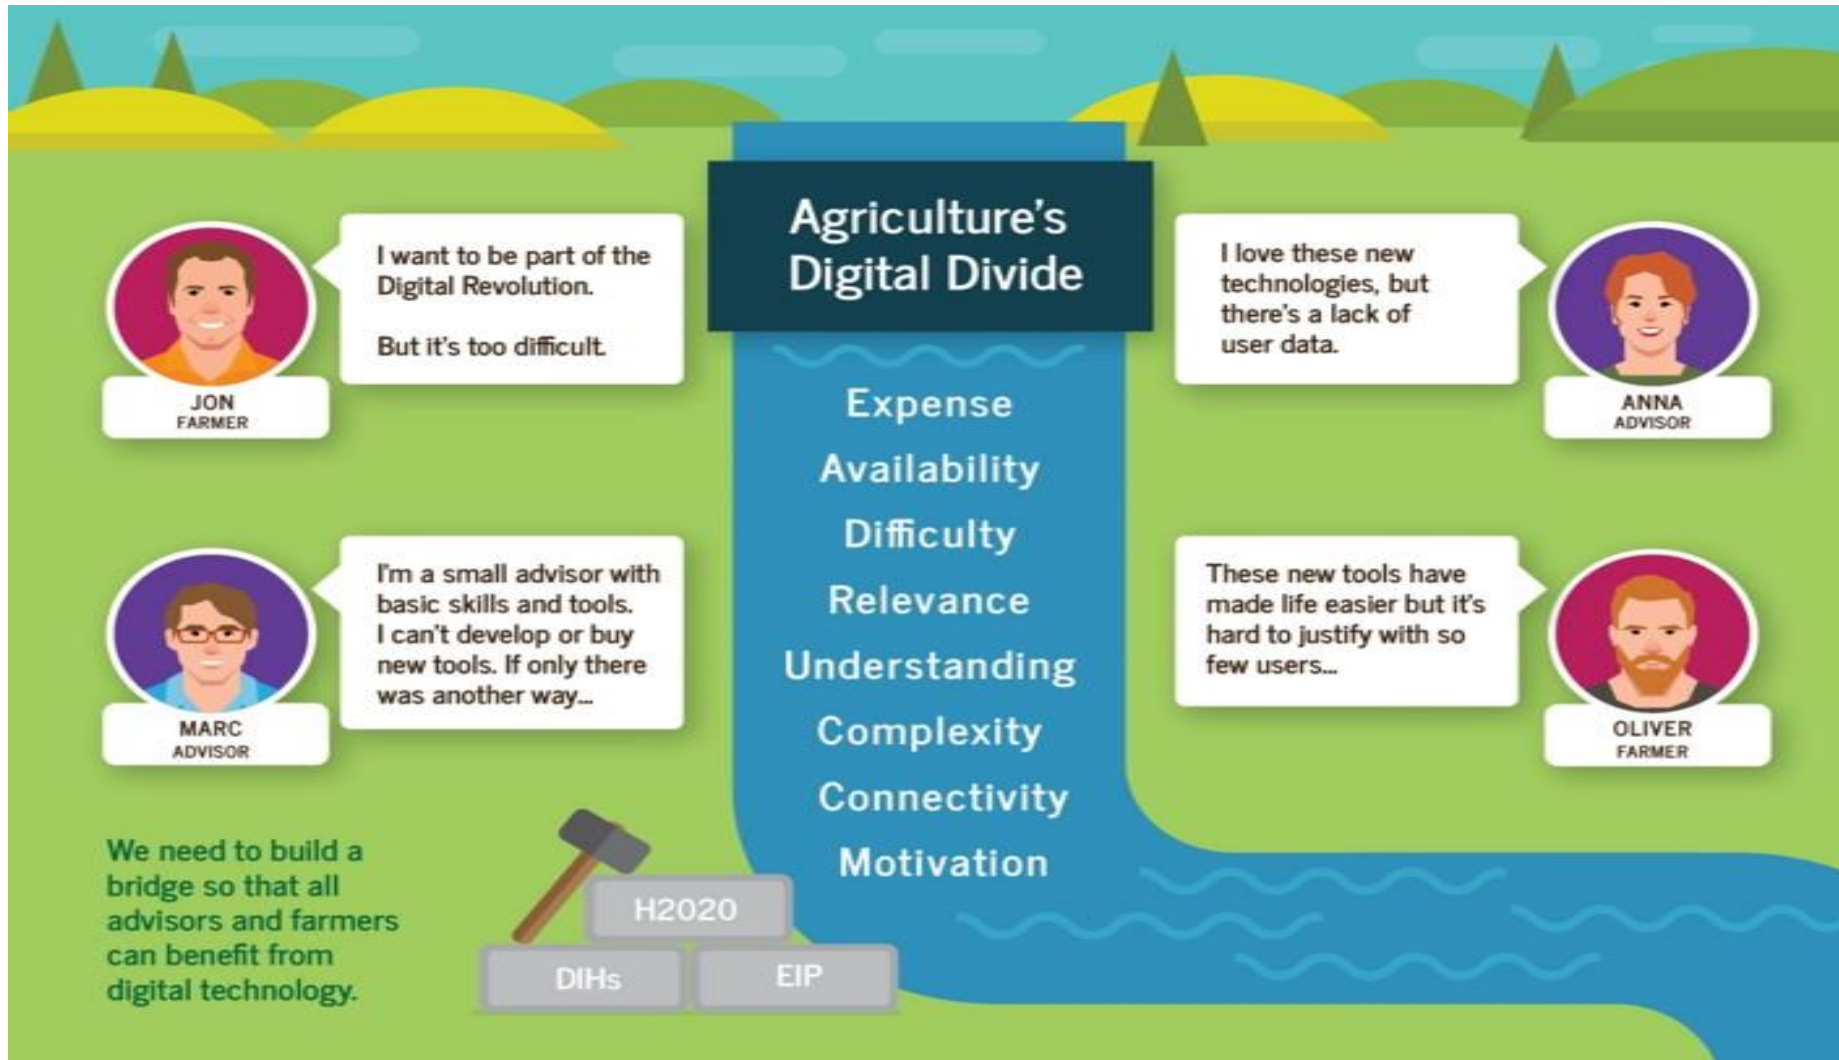 Agriculture's
Digital Divide
I want to be part of the
Digital Revolution.
But it's too difficult.
JON
FARMER
I love these new
technologies, but
there's a lack of
user data.
ANNA
ADVISOR
Expense
Availability
Difficulty
Relevance
Understanding
Complexity
Connectivity
Motivation
I'm a small advisor with
basic skills and tools.
I can't develop or buy
new tools. If only there
was another way...
MARC
ADVISOR
These new tools have
made life easier but it's
hard to justify with so
few users...
OLIVER
FARMER
We need to build a
bridge so that all
advisors and farmers
can benefit from
digital technology.
H2020
DIHs
EIP